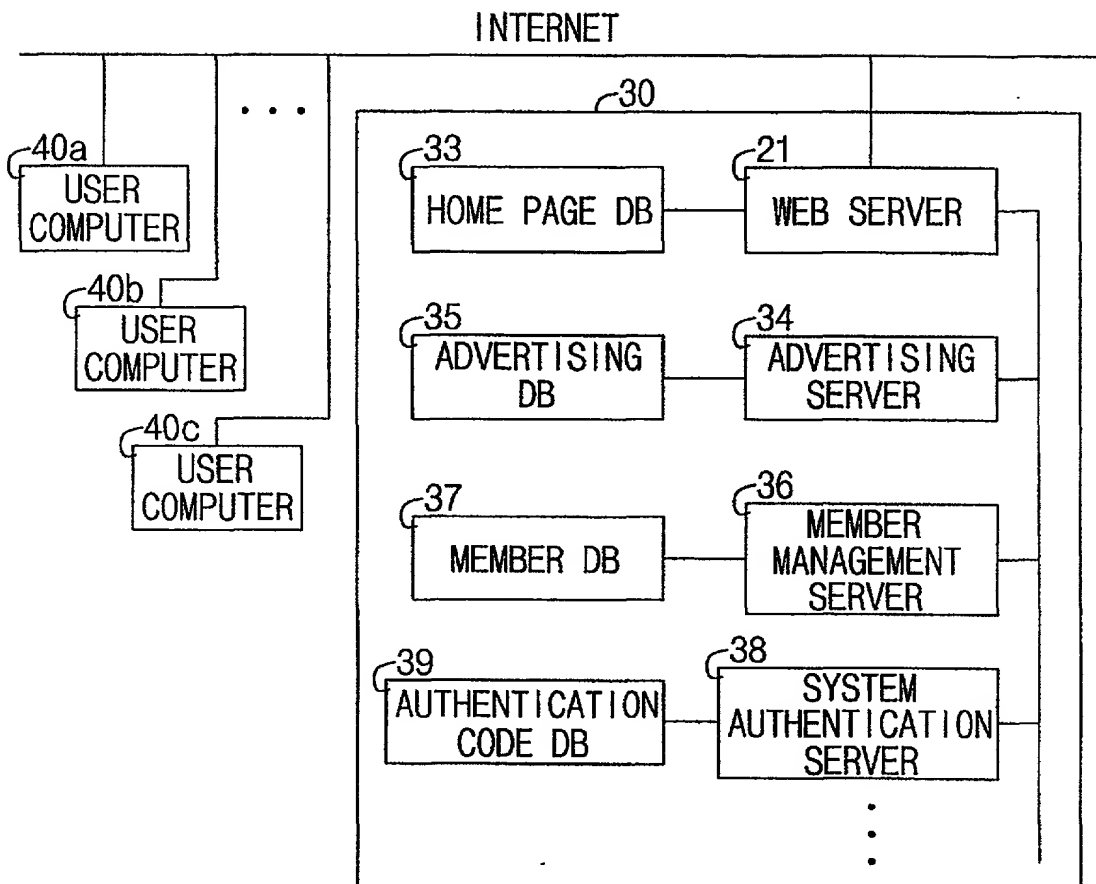 INTERNET
30
40a
USER
COMPUTER
40b
USER
COMPUTER
40c
USER
COMPUTER
33
HOME PAGE DB
21
WEB SERVER
35
ADVERTISING
DB
34
ADVERTISING
SERVER
37
MEMBER DB
36
MEMBER
MANAGEMENT
SERVER
39
AUTHENTICATION
CODE DB
38
SYSTEM
AUTHENTICATION
SERVER